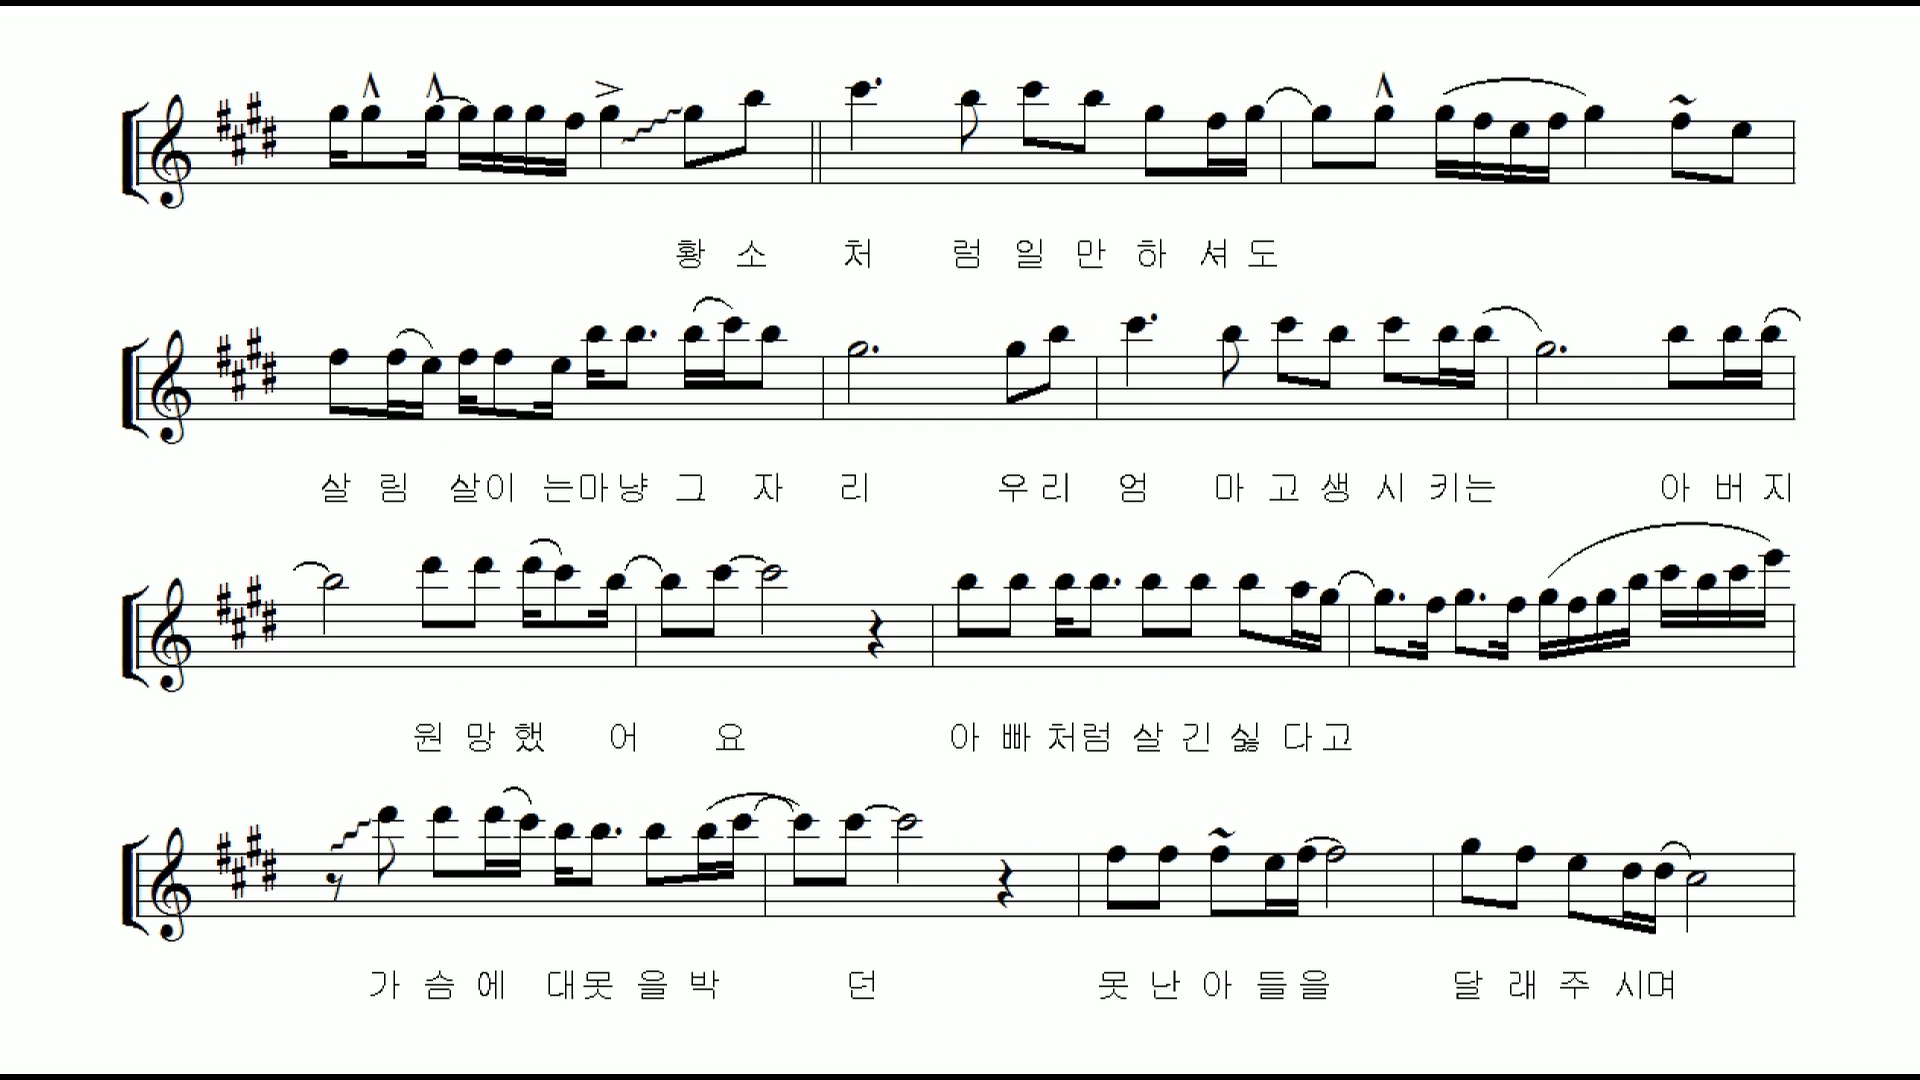 황 소 처 럼 일 만 하 셔 도
살 림 살이 는마냥 그 자 리 우 리 엄 마 고 생 시 키는 아 버 지
원 망 했 어 요 아 빠 처럼 살 긴 싫 다고
가 슴 에 대못 을 박 던 못 난 아 들 을 달 래 주 시며